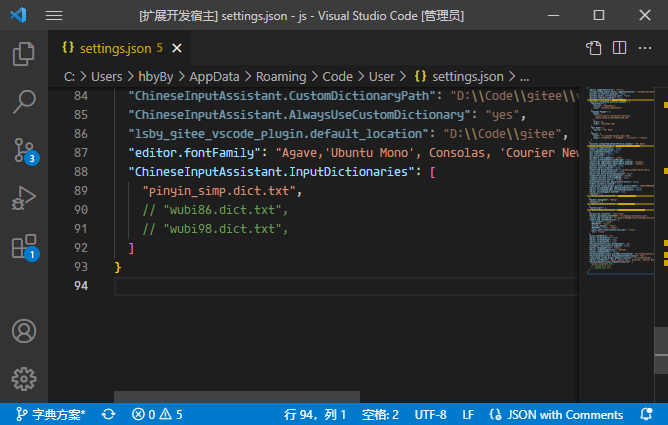 [扩展开发宿主] settings.json - js - Visual Studio Code [管理员]
{} settings.json 5
C: > Users > hbyBy > AppData > Roaming > Code > User > {} settings.json > ...
84 "ChineseInputAssistant.CustomDictionaryPath": "D:\\Code\\gitee\\
85 "ChineseInputAssistant.AlwaysUseCustomDictionary": "yes",
86 "lsby_gitee_vscode_plugin.default_location": "D:\\Code\\gitee",
87 "editor.fontFamily": "Agave,'Ubuntu Mono', Consolas, 'Courier New
88 "ChineseInputAssistant.InputDictionaries": [
89 "pinyin_simp.dict.txt",
90 // "wubi86.dict.txt",
91 // "wubi98.dict.txt",
92 ]
93 }
94
3
1
字典方案* 0 5 行 94，列 1 空格: 2 UTF-8 LF {} JSON with Comments